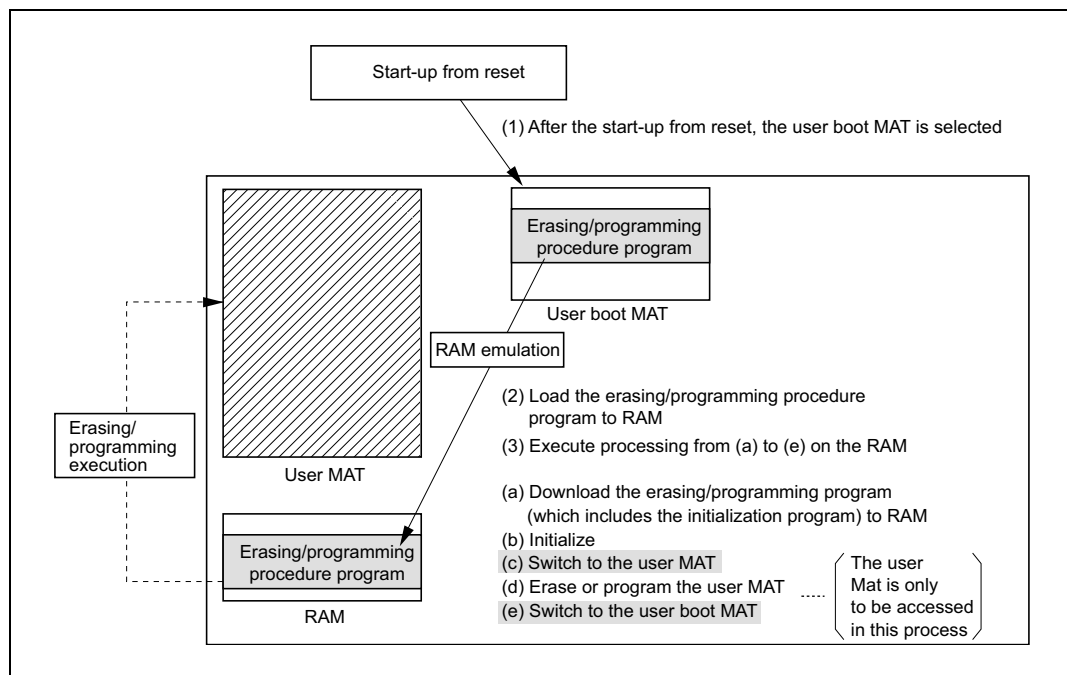 Start-up from reset
(1) After the start-up from reset, the user boot MAT is selected
Erasing/programming
procedure program
User boot MAT
RAM emulation
(2) Load the erasing/programming procedure
program to RAM
(3) Execute processing from (a) to (e) on the RAM
Erasing/
programming
execution
User MAT
(a) Download the erasing/programming program
(which includes the initialization program) to RAM
(b) Initialize
(c) Switch to the user MAT
(d) Erase or program the user MAT
(e) Switch to the user boot MAT
The user
Mat is only
to be accessed
in this process
Erasing/programming
procedure program
RAM